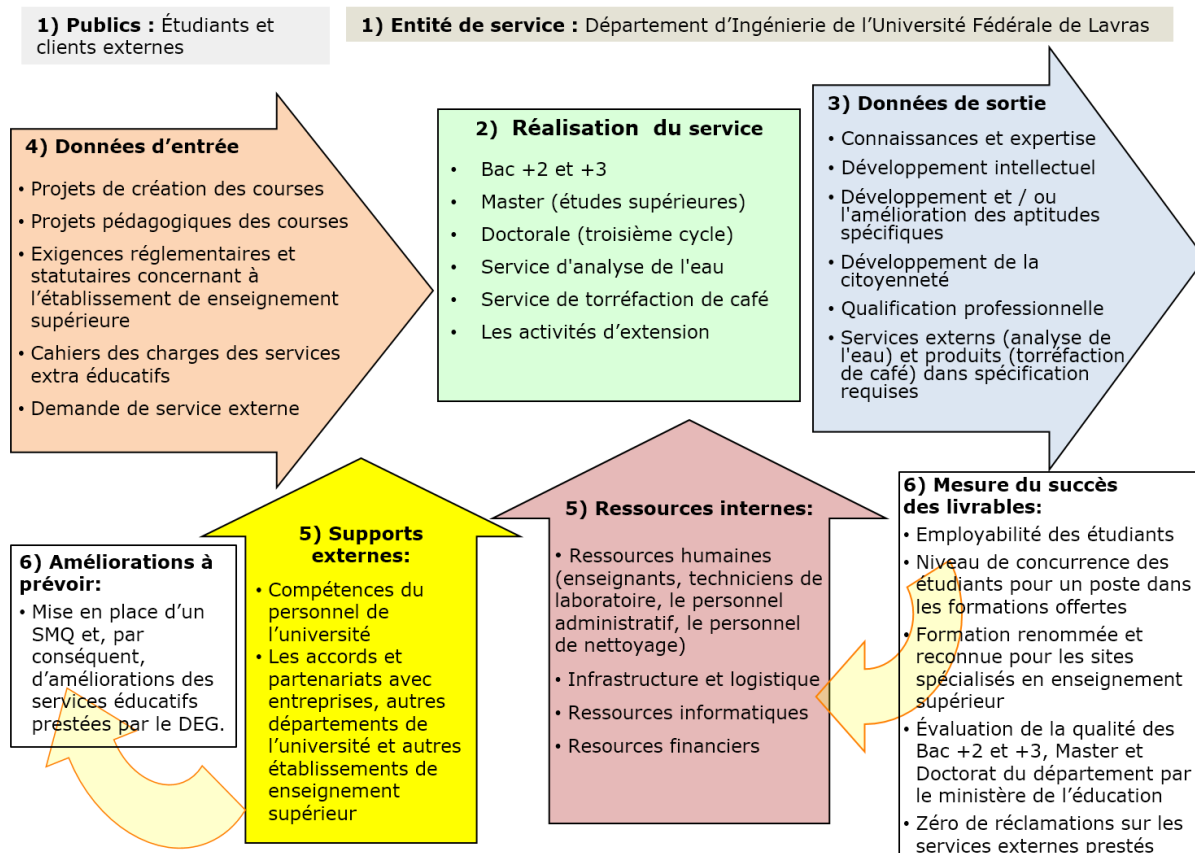 1) Publics : Étudiants et
clients externes
1) Entité de service : Département d’Ingénierie de l’Université Fédérale de Lavras
4) Données d’entrée
• Projets de création des courses
• Projets pédagogiques des courses
• Exigences réglementaires et
statutaires concernant à
l’établissement de enseignement
supérieure
• Cahiers des charges des services
extra éducatifs
• Demande de service externe
2) Réalisation du service
• Bac +2 et +3
• Master (études supérieures)
• Doctorale (troisième cycle)
• Service d'analyse de l'eau
• Service de torréfaction de café
• Les activités d’extension
3) Données de sortie
• Connaissances et expertise
• Développement intellectuel
• Développement et / ou
l'amélioration des aptitudes
spécifiques
• Développement de la
citoyenneté
• Qualification professionnelle
• Services externs (analyse de
l'eau) et produits (torréfaction
de café) dans spécification
requises
6) Améliorations à
prévoir:
• Mise en place d’un
SMQ et, par
conséquent,
d’améliorations des
services éducatifs
prestées par le DEG.
5) Supports
externes:
• Compétences du
personnel de
l’université
• Les accords et
partenariats avec
entreprises, autres
départements de
l’université et autres
établissements de
enseignement
supérieur
5) Ressources internes:
• Ressources humaines
(enseignants, techniciens de
laboratoire, le personnel
administratif, le personnel
de nettoyage)
• Infrastructure et logistique
• Ressources informatiques
• Resources financiers
6) Mesure du succès
des livrables:
• Employabilité des étudiants
• Niveau de concurrence des
étudiants pour un poste dans
les formations offertes
• Formation renommée et
reconnue pour les sites
spécialisés en enseignement
supérieur
• Évaluation de la qualité des
Bac +2 et +3, Master et
Doctorat du département par
le ministère de l’éducation
• Zéro de réclamations sur les
services externes prestés